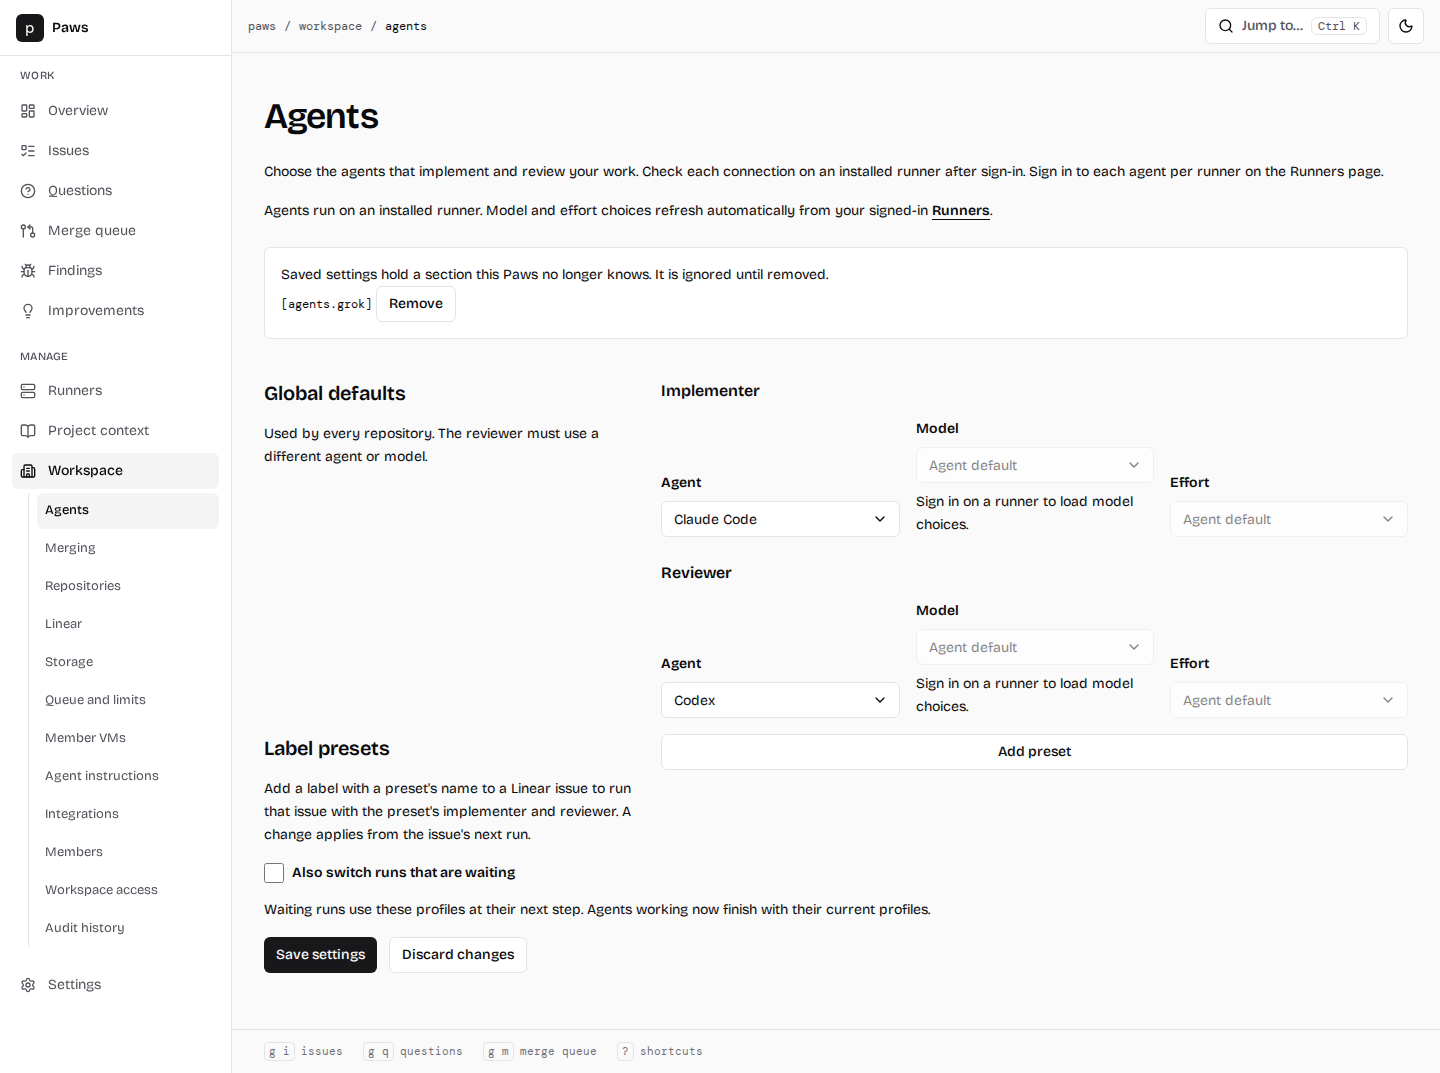 p Paws
WORK
Overview
Issues
Questions
Merge queue
Findings
Improvements
MANAGE
Runners
Project context
Workspace
Agents
Merging
Repositories
Linear
Storage
Queue and limits
Member VMs
Agent instructions
Integrations
Members
Workspace access
Audit history
Settings
paws / workspace / agents
Jump to... Ctrl K
Agents
Choose the agents that implement and review your work. Check each connection on an installed runner after sign-in. Sign in to each agent per runner on the Runners page.
Agents run on an installed runner. Model and effort choices refresh automatically from your signed-in Runners.
Saved settings hold a section this Paws no longer knows. It is ignored until removed.
[agents.grok] Remove
Global defaults
Used by every repository. The reviewer must use a
different agent or model.
Implementer
Agent
Claude Code
Model
Agent default
Sign in on a runner to load model
choices.
Effort
Agent default
Reviewer
Agent
Codex
Model
Agent default
Sign in on a runner to load model
choices.
Effort
Agent default
Label presets
Add a label with a preset's name to a Linear issue to run
that issue with the preset's implementer and reviewer. A
change applies from the issue's next run.
Add preset
Also switch runs that are waiting
Waiting runs use these profiles at their next step. Agents working now finish with their current profiles.
Save settings Discard changes
g i issues g q questions g m merge queue ? shortcuts